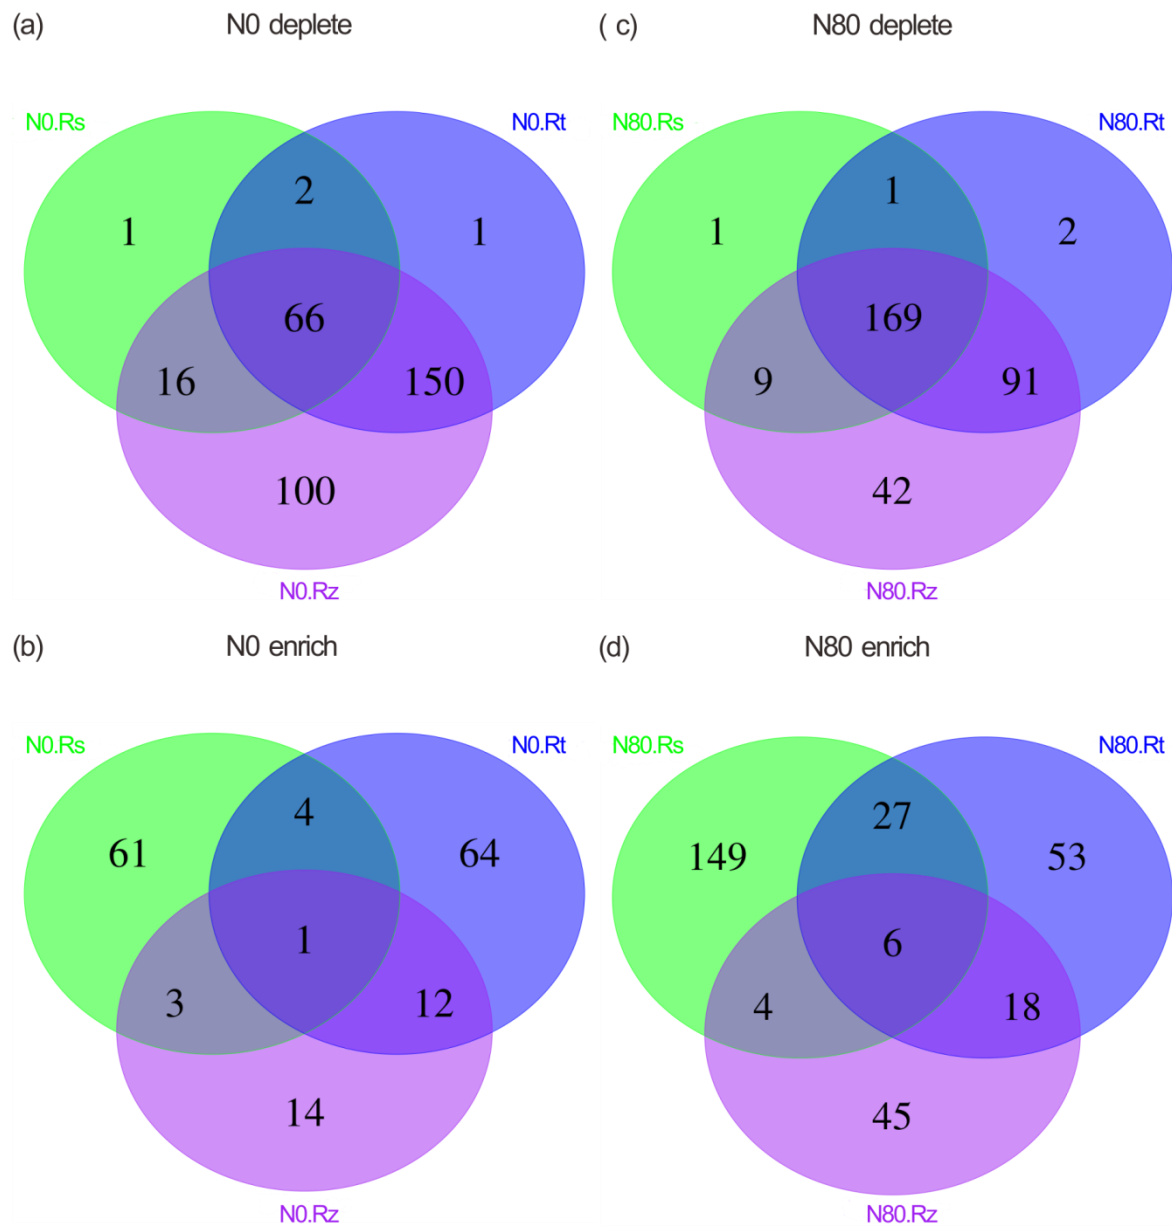 (a) N0 deplete
N0.Rs N0.Rt
2
1 1
66
16 150
100
N0.Rz
( c) N80 deplete
N80.Rs N80.Rt
1
1 2
169
9 91
42
N80.Rz
(b) N0 enrich
N0.Rs N0.Rt
4
61 64
1
3 12
14
N0.Rz
(d) N80 enrich
N80.Rs N80.Rt
27
149 53
6
4 18
45
N80.Rz